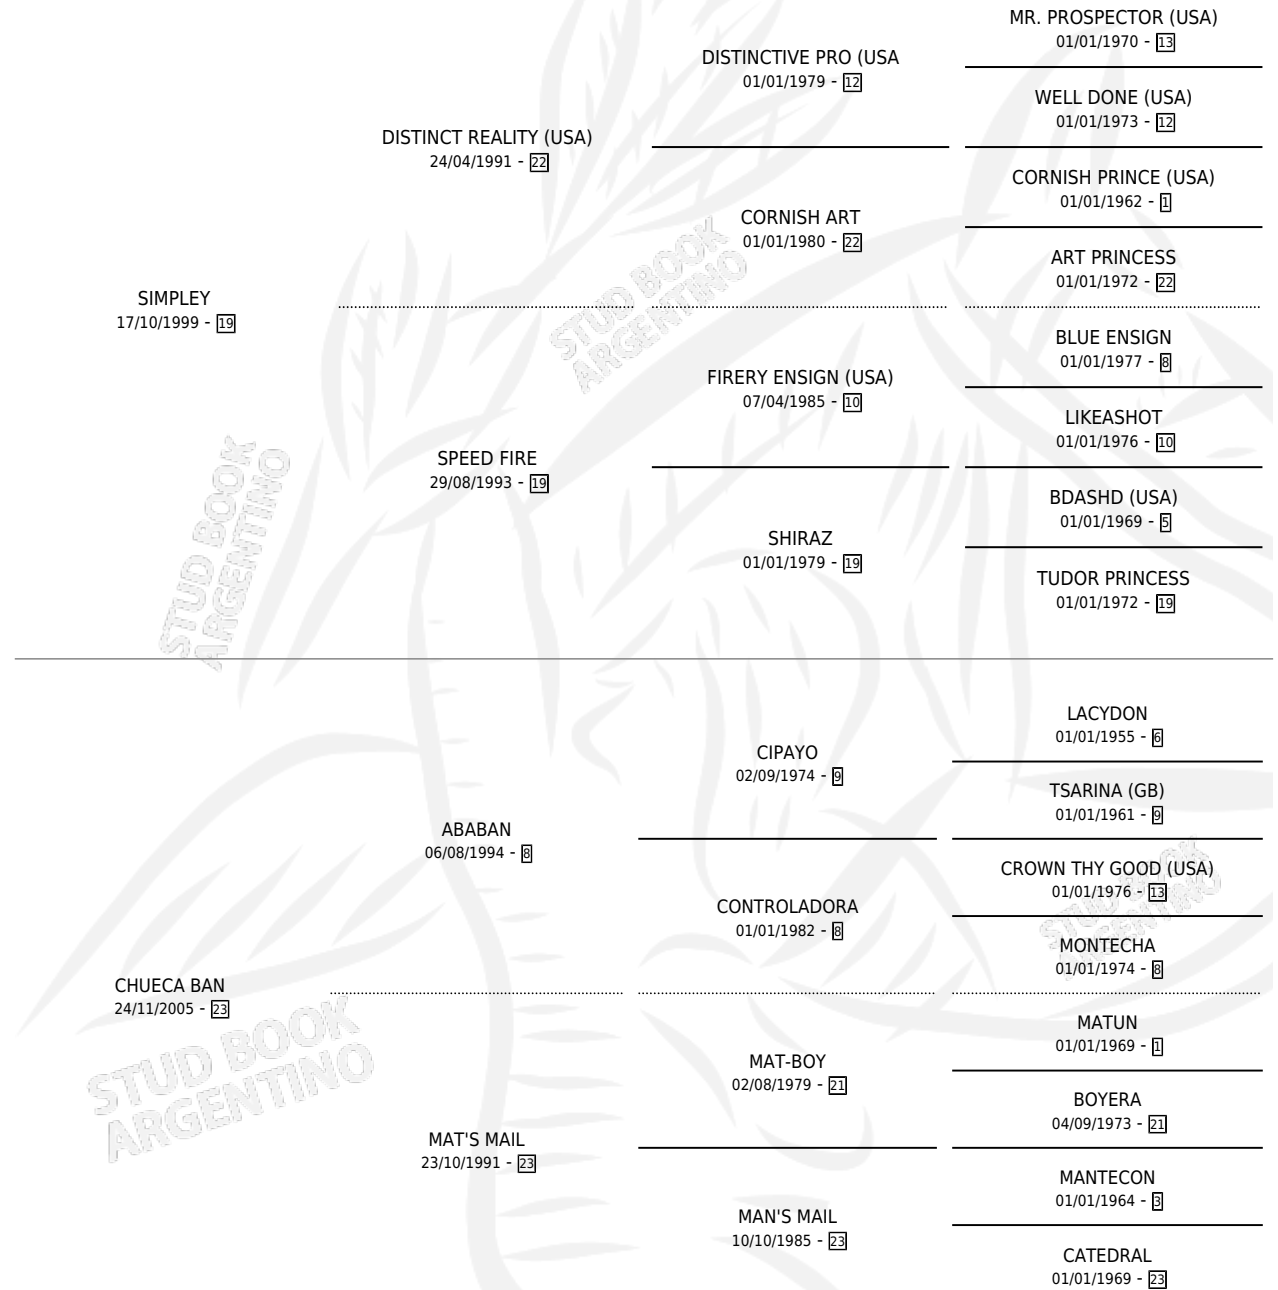 MR. PROSPECTOR (USA)
01/01/1970 - 13
DISTINCTIVE PRO (USA
01/01/1979 - 12
WELL DONE (USA)
01/01/1973 - 12
DISTINCT REALITY (USA)
24/04/1991 - 22
CORNISH PRINCE (USA)
01/01/1962 - 1
CORNISH ART
01/01/1980 - 22
ART PRINCESS
01/01/1972 - 22
SIMPLEY
17/10/1999 - 19
STUD BOOK
ARGENTINO
BLUE ENSIGN
01/01/1977 - 8
FIRERY ENSIGN (USA)
07/04/1985 - 10
LIKEASHOT
01/01/1976 - 10
SPEED FIRE
29/08/1993 - 19
BDASHD (USA)
01/01/1969 - 5
SHIRAZ
01/01/1979 - 19
TUDOR PRINCESS
01/01/1972 - 19
STUD BOOK
ARGENTINO
LACYDON
01/01/1955 - 6
CIPAYO
02/09/1974 - 9
TSARINA (GB)
01/01/1961 - 9
ABABAN
06/08/1994 - 8
CROWN THY GOOD (USA)
01/01/1976 - 13
STUD BOOK
ARGENTINO
CONTROLADORA
01/01/1982 - 8
MONTECHA
01/01/1974 - 8
CHUECA BAN
24/11/2005 - 23
STUD BOOK
ARGENTINO
MATUN
01/01/1969 - 1
MAT-BOY
02/08/1979 - 21
BOYERA
04/09/1973 - 21
MAT'S MAIL
23/10/1991 - 23
MANTECON
01/01/1964 - 3
MAN'S MAIL
10/10/1985 - 23
CATEDRAL
01/01/1969 - 23